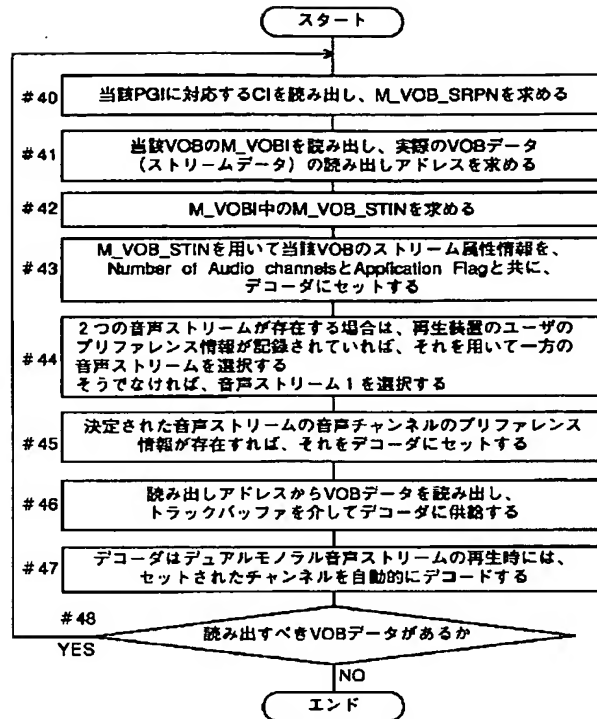 スタート
#40
当該PGIに対応するCIを読み出し、M_VOB_SRPNを求める
#41
当該VOBのM_VOBIを読み出し、実際のVOBデータ
（ストリームデータ）の読み出しアドレスを求める
#42
M_VOBI中のM_VOB_STINを求める
#43
M_VOB_STINを用いて当該VOBのストリーム属性情報を、
Number of Audio channelsとApplication Flagと共に、
デコーダにセットする
#44
2つの音声ストリームが存在する場合は、再生装置のユーザの
プリファレンス情報が記録されていれば、それを用いて一方の
音声ストリームを選択する
そうでなければ、音声ストリーム1を選択する
#45
決定された音声ストリームの音声チャンネルのプリファレンス
情報が存在すれば、それをデコーダにセットする
#46
読み出しアドレスからVOBデータを読み出し、
トラックバッファを介してデコーダに供給する
#47
デコーダはデュアルモノラル音声ストリームの再生時には、
セットされたチャンネルを自動的にデコードする
#48
読み出すべきVOBデータがあるか
YES
NO
エンド